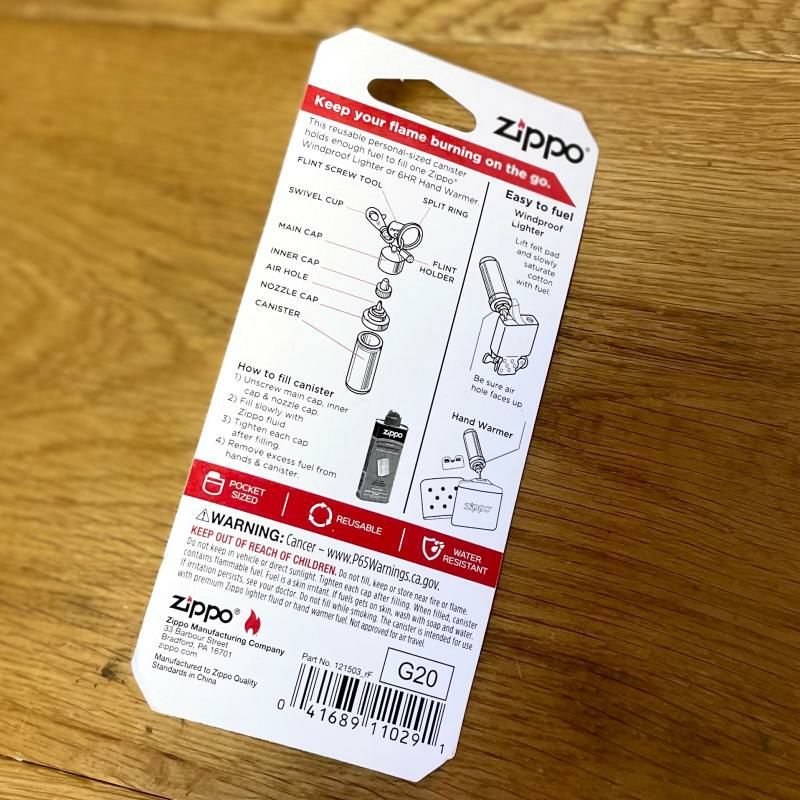 zippo®
Keep your flame burning on the go.
This reusable personal-sized canister
holds enough fuel to fill one Zippo®
Windproof Lighter or 6HR Hand Warmer.
FLINT SCREW TOOL
SPLIT RING
SWIVEL CUP
MAIN CAP
FLINT
HOLDER
INNER CAP
AIR HOLE
NOZZLE CAP
CANISTER
Easy to fuel
Windproof
Lighter
Lift felt pad
and slowly
saturate
cotton
with fuel.
Be sure air
hole faces up.
Hand Warmer
zippo
How to fill canister
1) Unscrew main cap, inner
cap & nozzle cap.
2) Fill slowly with
Zippo fluid.
3) Tighten each cap
after filling.
4) Remove excess fuel from
hands & canister.
zippo
POCKET
SIZED
REUSABLE
WATER
RESISTANT
⚠WARNING: Cancer – www.P65Warnings.ca.gov.
KEEP OUT OF REACH OF CHILDREN. Do not fill, keep or store near fire or flame.
Do not keep in vehicle or direct sunlight. Tighten each cap after filling. When filled, canister
contains flammable fuel. Fuel is a skin irritant. If fuel gets on skin, wash with soap and water.
If irritation persists, see your doctor. Do not fill while smoking. The canister is intended for use
with premium Zippo lighter fluid or hand warmer fuel. Not approved for air travel.
zippo®
Zippo Manufacturing Company
33 Barbour Street
Bradford, PA 16701
zippo.com
Manufactured to Zippo Quality
Standards in China
Part No. 121503_rF
G20
0 41689 11029 1